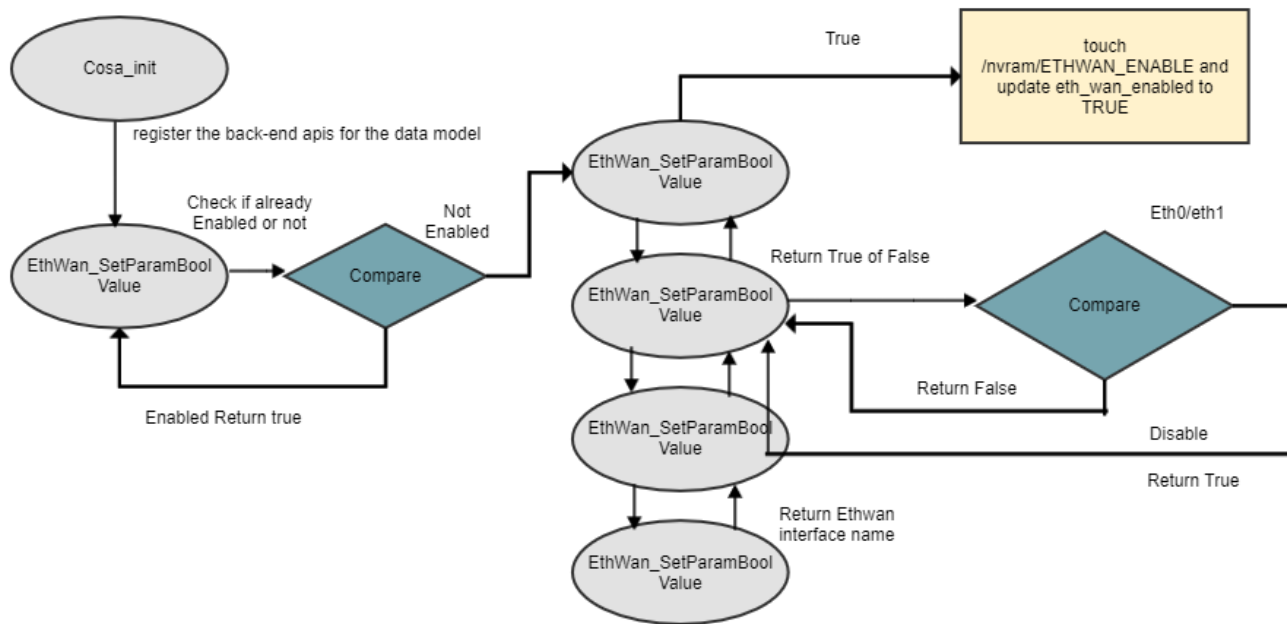 Cosa_init
register the back-end apis for the data model
EthWan_SetParamBool
Value
Check if already
Enabled or not
Compare
Not
Enabled
Enabled Return true
EthWan_SetParamBool
Value
True
touch
/nvram/ETHWAN_ENABLE and
update eth_wan_enabled to
TRUE
EthWan_SetParamBool
Value
Return True of False
Eth0/eth1
Compare
Return False
Disable
Return True
EthWan_SetParamBool
Value
Return Ethwan
interface name
EthWan_SetParamBool
Value